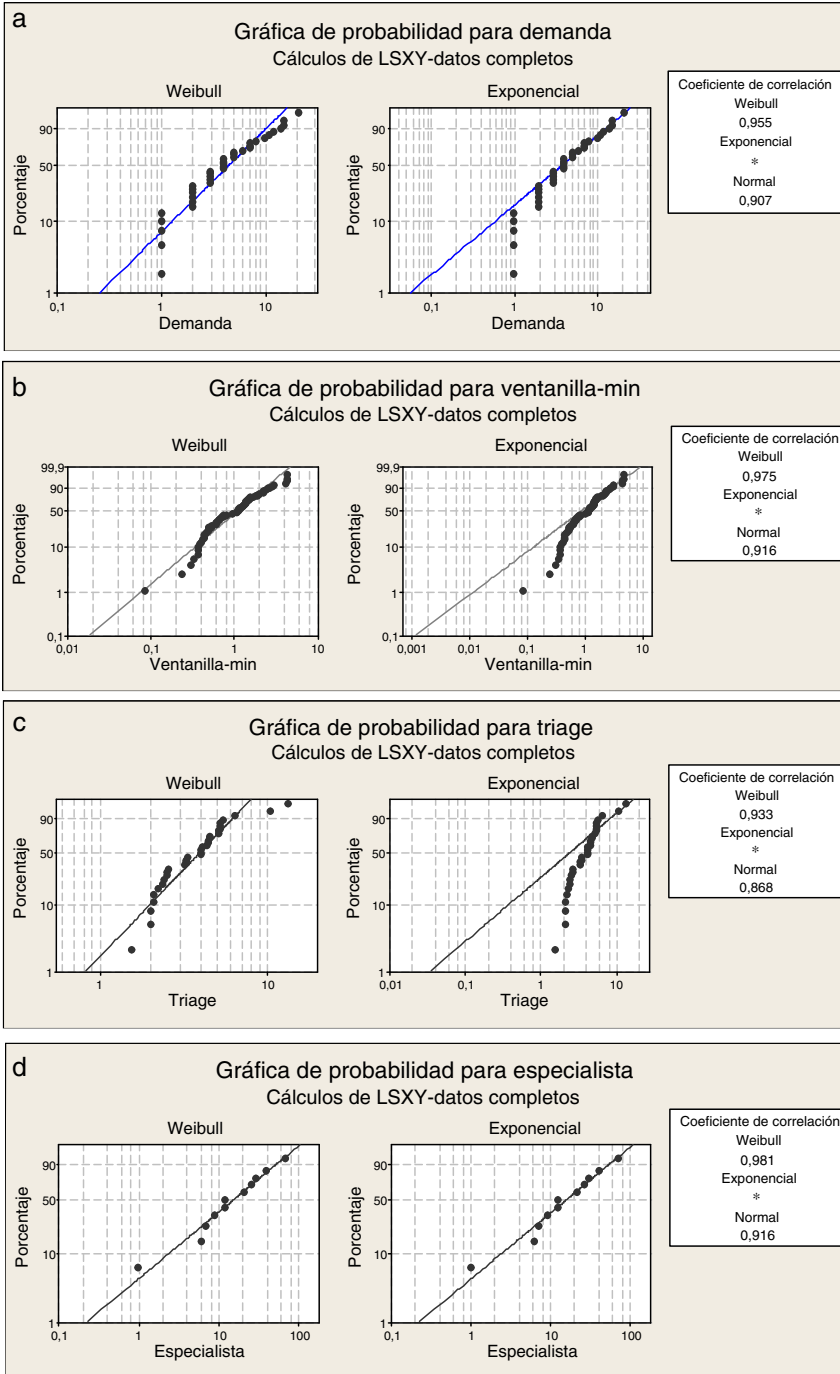 a
Gráfica de probabilidad para demanda
Cálculos de LSXY-datos completos
Weibull
Porcentaje
90
50
10
1
0,1
1
10
Demanda
Exponencial
Porcentaje
90
50
10
1
0,1
1
10
Demanda
Coeficiente de correlación
Weibull
0,955
Exponencial
*
Normal
0,907
b
Gráfica de probabilidad para ventanilla-min
Cálculos de LSXY-datos completos
Weibull
Porcentaje
99,9
90
50
10
1
0,1
0,01
0,1
1
10
Ventanilla-min
Exponencial
Porcentaje
99,9
90
50
10
1
0,1
0,001
0,01
0,1
1
10
Ventanilla-min
Coeficiente de correlación
Weibull
0,975
Exponencial
*
Normal
0,916
c
Gráfica de probabilidad para triage
Cálculos de LSXY-datos completos
Weibull
Porcentaje
90
50
10
1
1
10
Triage
Exponencial
Porcentaje
90
50
10
1
0,01
0,1
1
10
Triage
Coeficiente de correlación
Weibull
0,933
Exponencial
*
Normal
0,868
d
Gráfica de probabilidad para especialista
Cálculos de LSXY-datos completos
Weibull
Porcentaje
90
50
10
1
0,1
1
10
100
Especialista
Exponencial
Porcentaje
90
50
10
1
0,1
1
10
100
Especialista
Coeficiente de correlación
Weibull
0,981
Exponencial
*
Normal
0,916